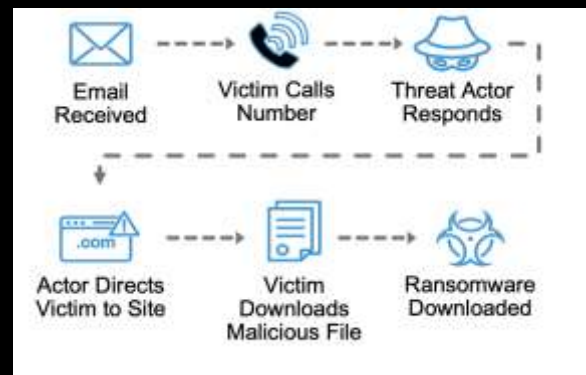 Email
Received
Victim Calls
Number
Threat Actor
Responds
.com
Actor Directs
Victim to Site
Victim
Downloads
Malicious File
Ransomware
Downloaded